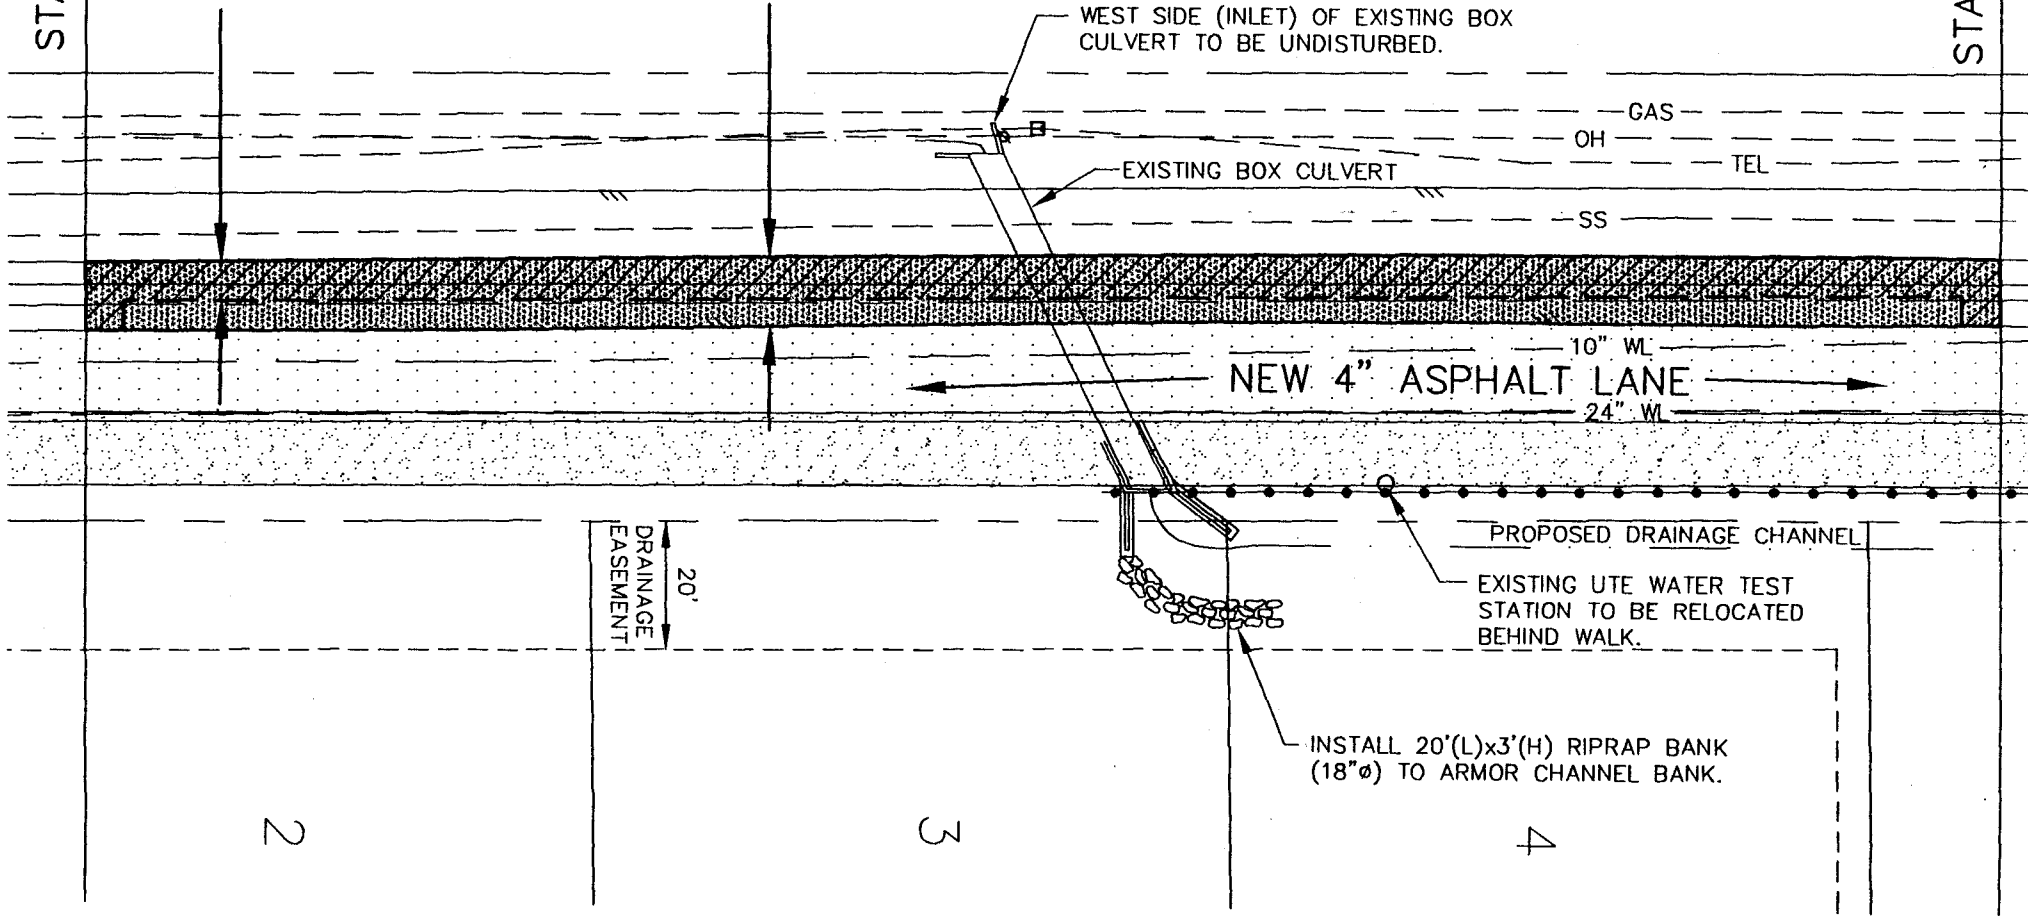 STA
STA
WEST SIDE (INLET) OF EXISTING BOX
CULVERT TO BE UNDISTURBED.
GAS
OH
TEL
EXISTING BOX CULVERT
SS
10" WL
NEW 4" ASPHALT LANE
24" WL
DRAINAGE
EASEMENT
20'
PROPOSED DRAINAGE CHANNEL
EXISTING UTE WATER TEST
STATION TO BE RELOCATED
BEHIND WALK.
INSTALL 20'(L)x3'(H) RIPRAP BANK
(18"ø) TO ARMOR CHANNEL BANK.
2
3
4